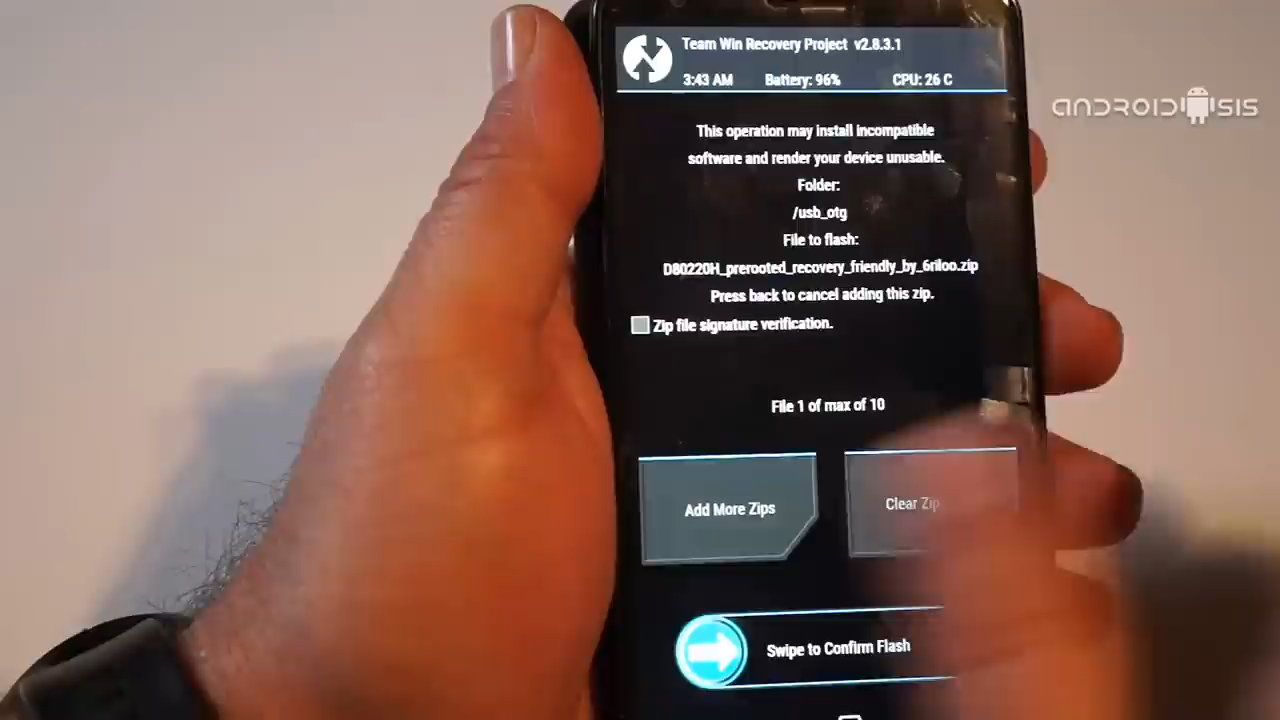 Team Win Recovery Project v2.8.3.1
3:43 AM Battery: 96% CPU: 26 C
ANDROIDSIS
This operation may install incompatible
software and render your device unusable.
Folder:
/usb_otg
File to flash:
D80220H_prerooted_recovery_friendly_by_6riloo.zip
Press back to cancel adding this zip.
Zip file signature verification.
File 1 of max of 10
Add More Zips
Clear Zip
Swipe to Confirm Flash